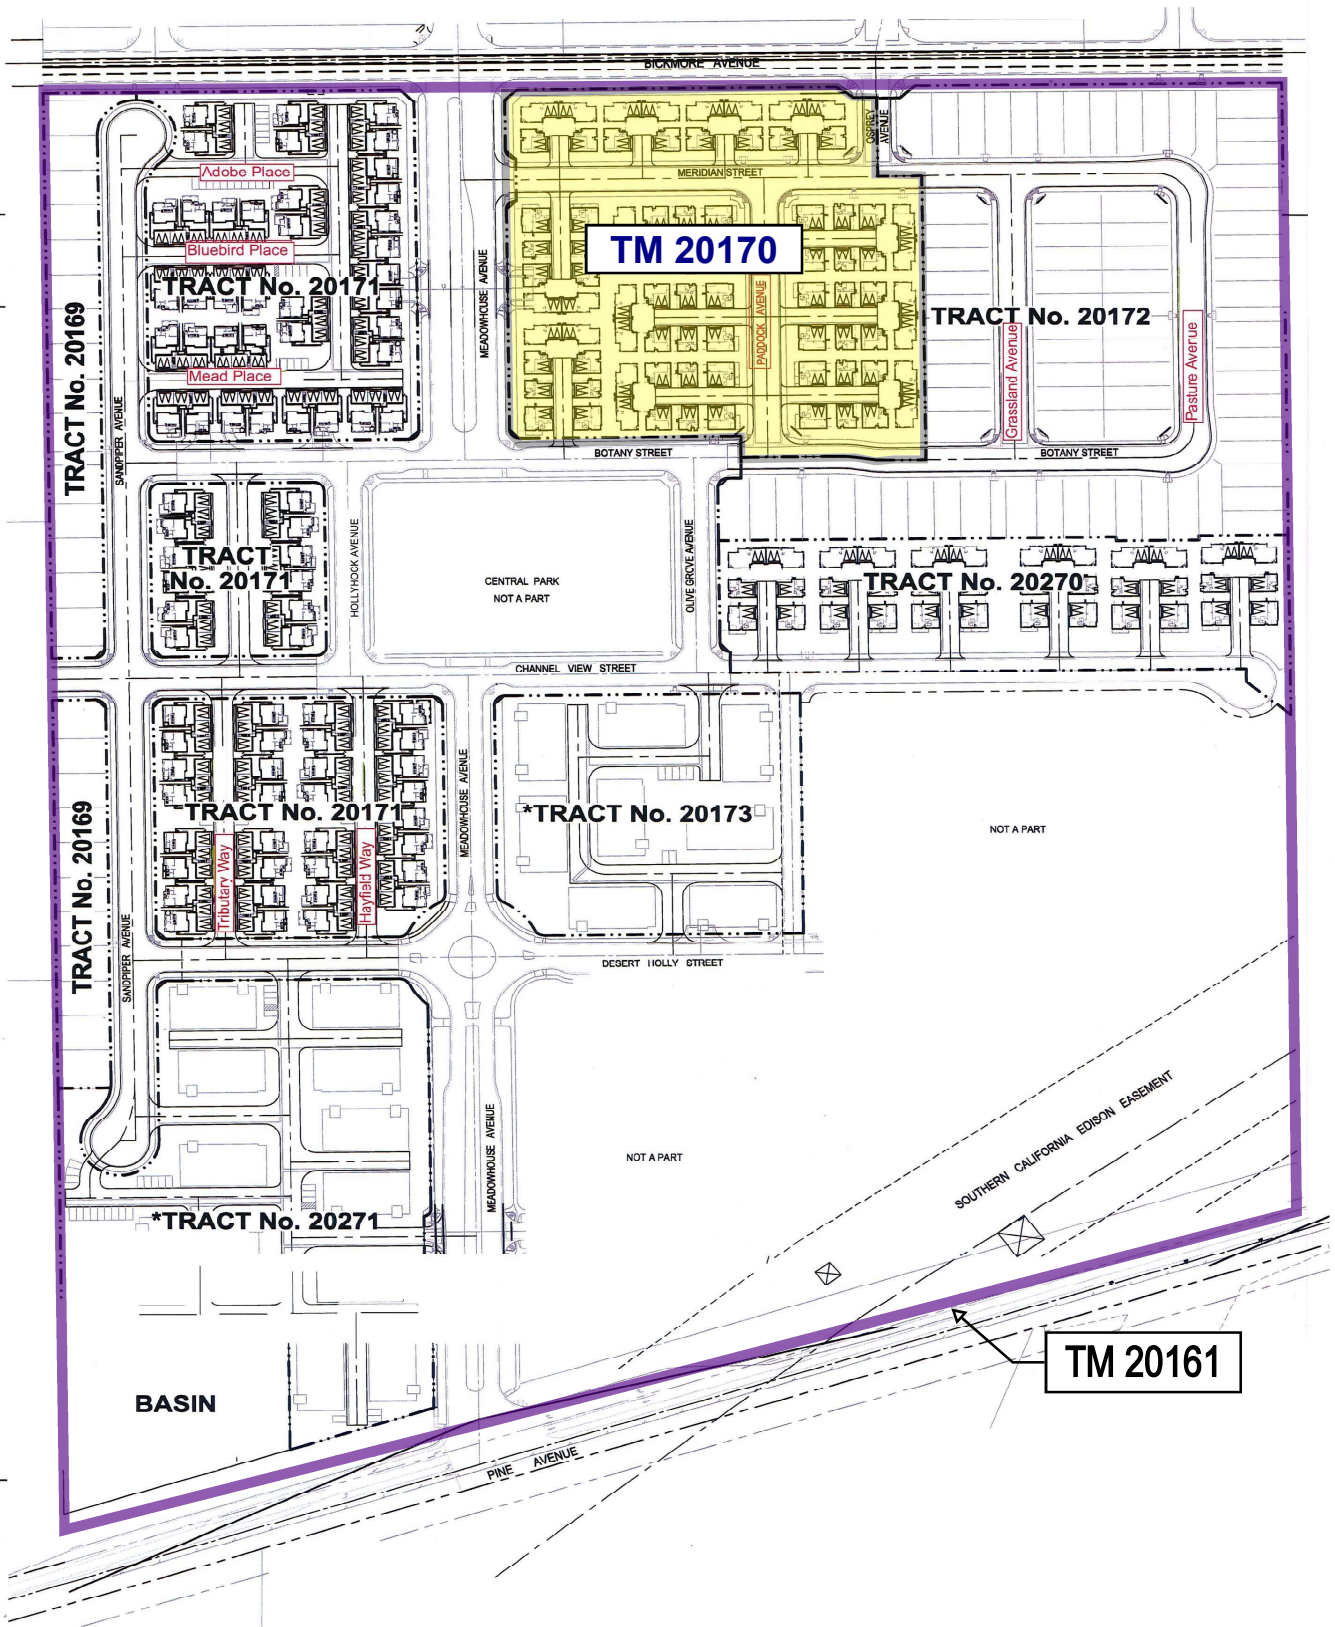 BICKMORE AVENUE
OSPREY
AVENUE
Adobe Place
MERIDIAN STREET
Bluebird Place
TM 20170
TRACT No. 20171
MEADOWHOUSE AVENUE
PADDOCK AVENUE
TRACT No. 20172
TRACT No. 20169
Grassland Avenue
Pasture Avenue
Mead Place
SANDPIPER AVENUE
BOTANY STREET
BOTANY STREET
TRACT
No. 20171
HOLLYHOCK AVENUE
CENTRAL PARK
NOT A PART
OLIVE GROVE AVENUE
TRACT No. 20270
CHANNEL VIEW STREET
MEADOWHOUSE AVENUE
TRACT No. 20171
*TRACT No. 20173
NOT A PART
TRACT No. 20169
Tributary Way
Hayfield Way
SANDPIPER AVENUE
DESERT HOLLY STREET
MEADOWHOUSE AVENUE
NOT A PART
SOUTHERN CALIFORNIA EDISON EASEMENT
*TRACT No. 20271
TM 20161
BASIN
PINE AVENUE